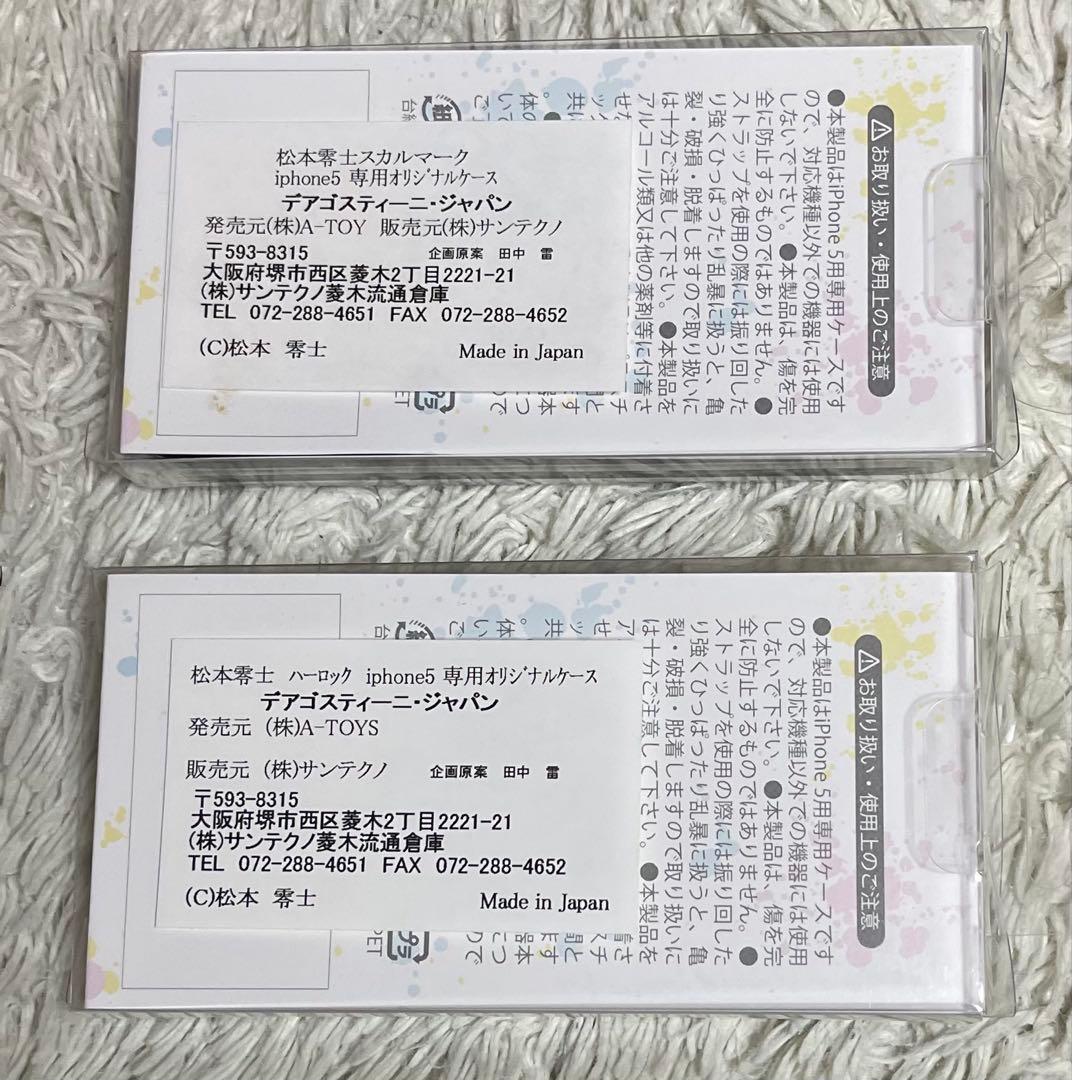 松本零士スカルマーク
iphone5 専用オリジナルケース
デアゴスティーニ・ジャパン
発売元(株)A-TOY 販売元(株)サンテクノ
〒593-8315 企画原案 田中 雷
大阪府堺市西区菱木2丁目2221-21
(株)サンテクノ菱木流通倉庫
TEL 072-288-4651 FAX 072-288-4652
(C)松本 零士 Made in Japan
⚠お取り扱い・使用上のご注意
●本製品はiPhone 5用専用ケースです
ので、対応機種以外での機器には使用
しないで下さい。●本製品は、傷を完
全に防止するものではありません。●
ストラップを使用の際には振り回した
り強くひっぱったり乱暴に扱うと、亀
裂・破損・脱着しますので取り扱いに
は十分ご注意して下さい。●本製品を
アルコール類又は他の薬剤等に付着さ
松本零士 ハーロック iphone5 専用オリジナルケース
デアゴスティーニ・ジャパン
発売元 (株)A-TOYS
販売元 (株)サンテクノ 企画原案 田中 雷
〒593-8315
大阪府堺市西区菱木2丁目2221-21
(株)サンテクノ菱木流通倉庫
TEL 072-288-4651 FAX 072-288-4652
(C)松本 零士 Made in Japan
⚠お取り扱い・使用上のご注意
●本製品はiPhone 5用専用ケースです
ので、対応機種以外での機器には使用
しないで下さい。●本製品は、傷を完
全に防止するものではありません。●
ストラップを使用の際には振り回した
り強くひっぱったり乱暴に扱うと、亀
裂・破損・脱着しますので取り扱いに
は十分ご注意して下さい。●本製品を